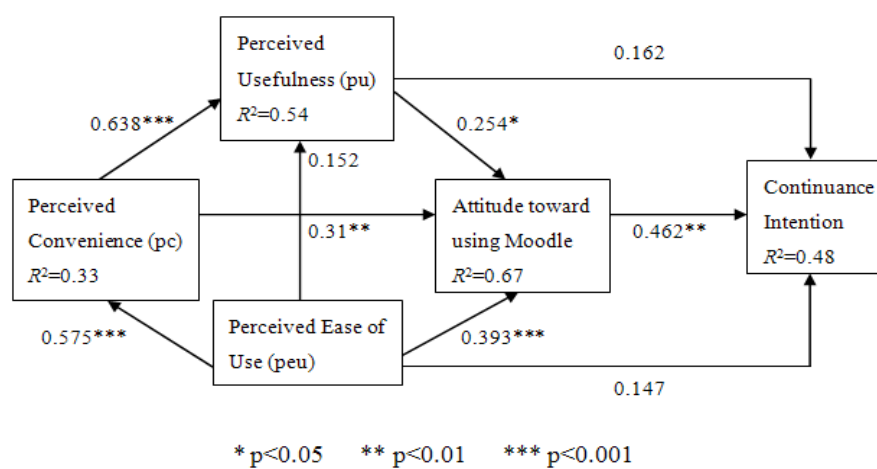 Perceived
Usefulness (pu)
R²=0.54
0.162
0.638***
0.254*
0.152
Perceived
Convenience (pc)
R²=0.33
0.31**
Attitude toward
using Moodle
R²=0.67
0.462**
Continuance
Intention
R²=0.48
0.575***
Perceived Ease of
Use (peu)
0.393***
0.147
* p<0.05 ** p<0.01 *** p<0.001